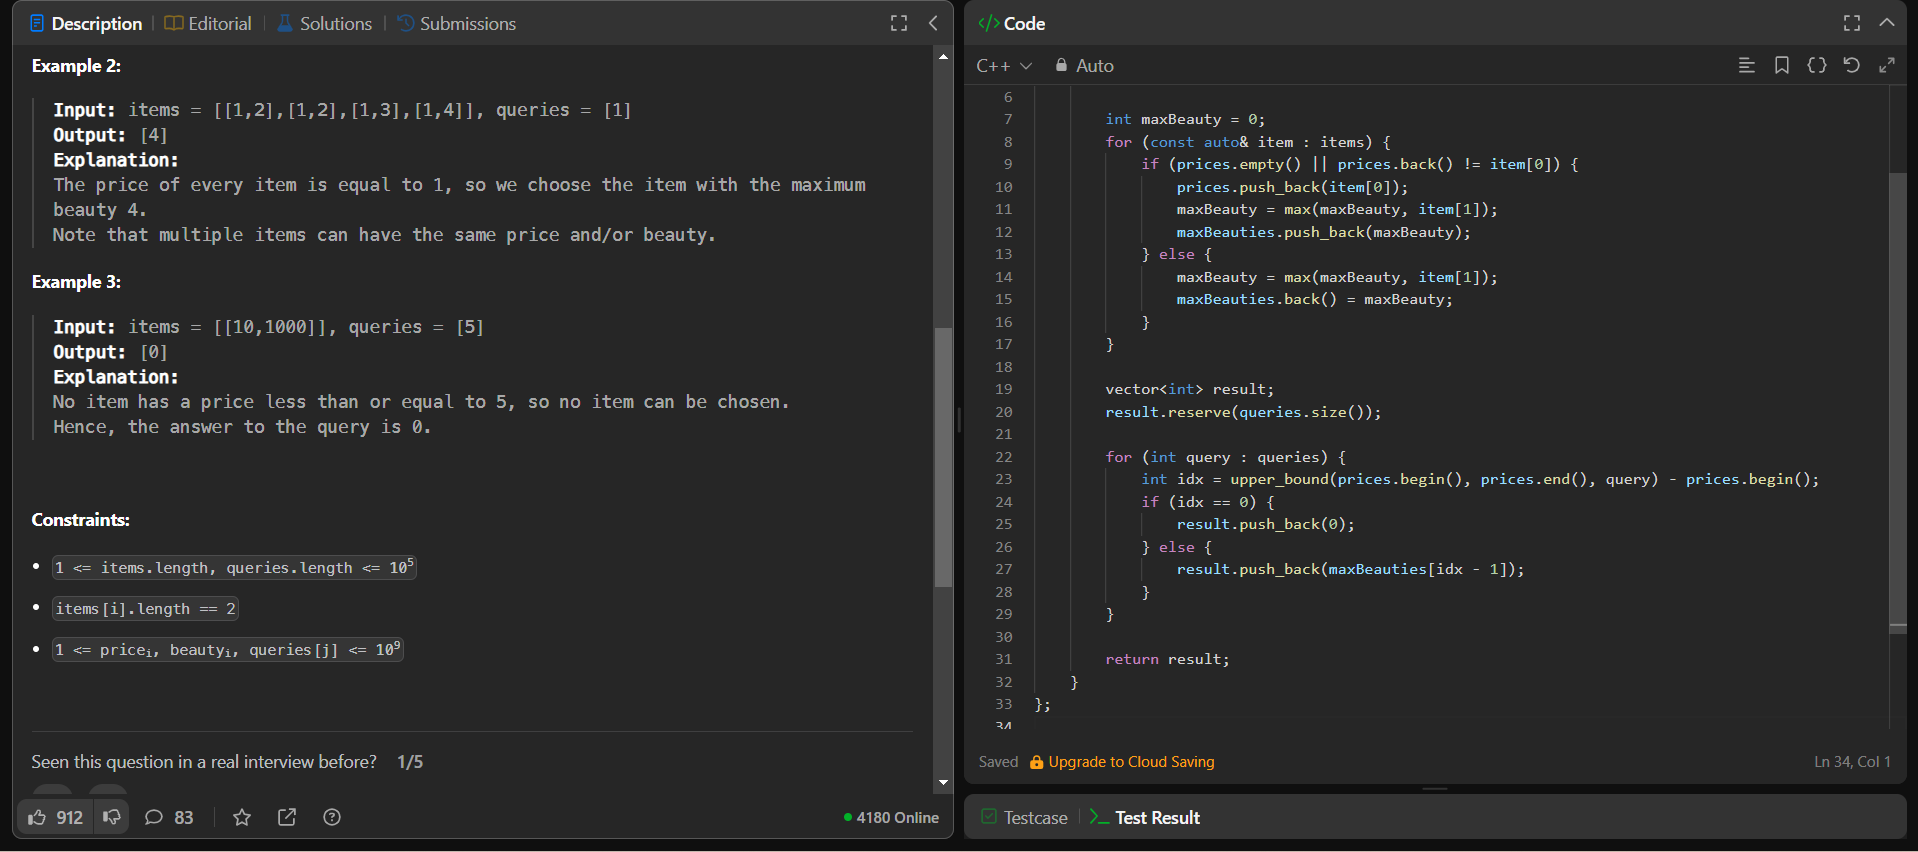 Description | Editorial | Solutions | Submissions
Example 2:
Input: items = [[1,2],[1,2],[1,3],[1,4]], queries = [1]
Output: [4]
Explanation:
The price of every item is equal to 1, so we choose the item with the maximum
beauty 4.
Note that multiple items can have the same price and/or beauty.
Example 3:
Input: items = [[10,1000]], queries = [5]
Output: [0]
Explanation:
No item has a price less than or equal to 5, so no item can be chosen.
Hence, the answer to the query is 0.
Constraints:
• 1 <= items.length, queries.length <= 10⁵
• items[i].length == 2
• 1 <= priceᵢ, beautyᵢ, queries[j] <= 10⁹
Seen this question in a real interview before? 1/5
912 83 4180 Online
</> Code
C++ Auto
6
7 int maxBeauty = 0;
8 for (const auto& item : items) {
9 if (prices.empty() || prices.back() != item[0]) {
10 prices.push_back(item[0]);
11 maxBeauty = max(maxBeauty, item[1]);
12 maxBeauties.push_back(maxBeauty);
13 } else {
14 maxBeauty = max(maxBeauty, item[1]);
15 maxBeauties.back() = maxBeauty;
16 }
17 }
18
19 vector<int> result;
20 result.reserve(queries.size());
21
22 for (int query : queries) {
23 int idx = upper_bound(prices.begin(), prices.end(), query) - prices.begin();
24 if (idx == 0) {
25 result.push_back(0);
26 } else {
27 result.push_back(maxBeauties[idx - 1]);
28 }
29 }
30
31 return result;
32 }
33 };
34
Saved Upgrade to Cloud Saving Ln 34, Col 1
Testcase | >_ Test Result